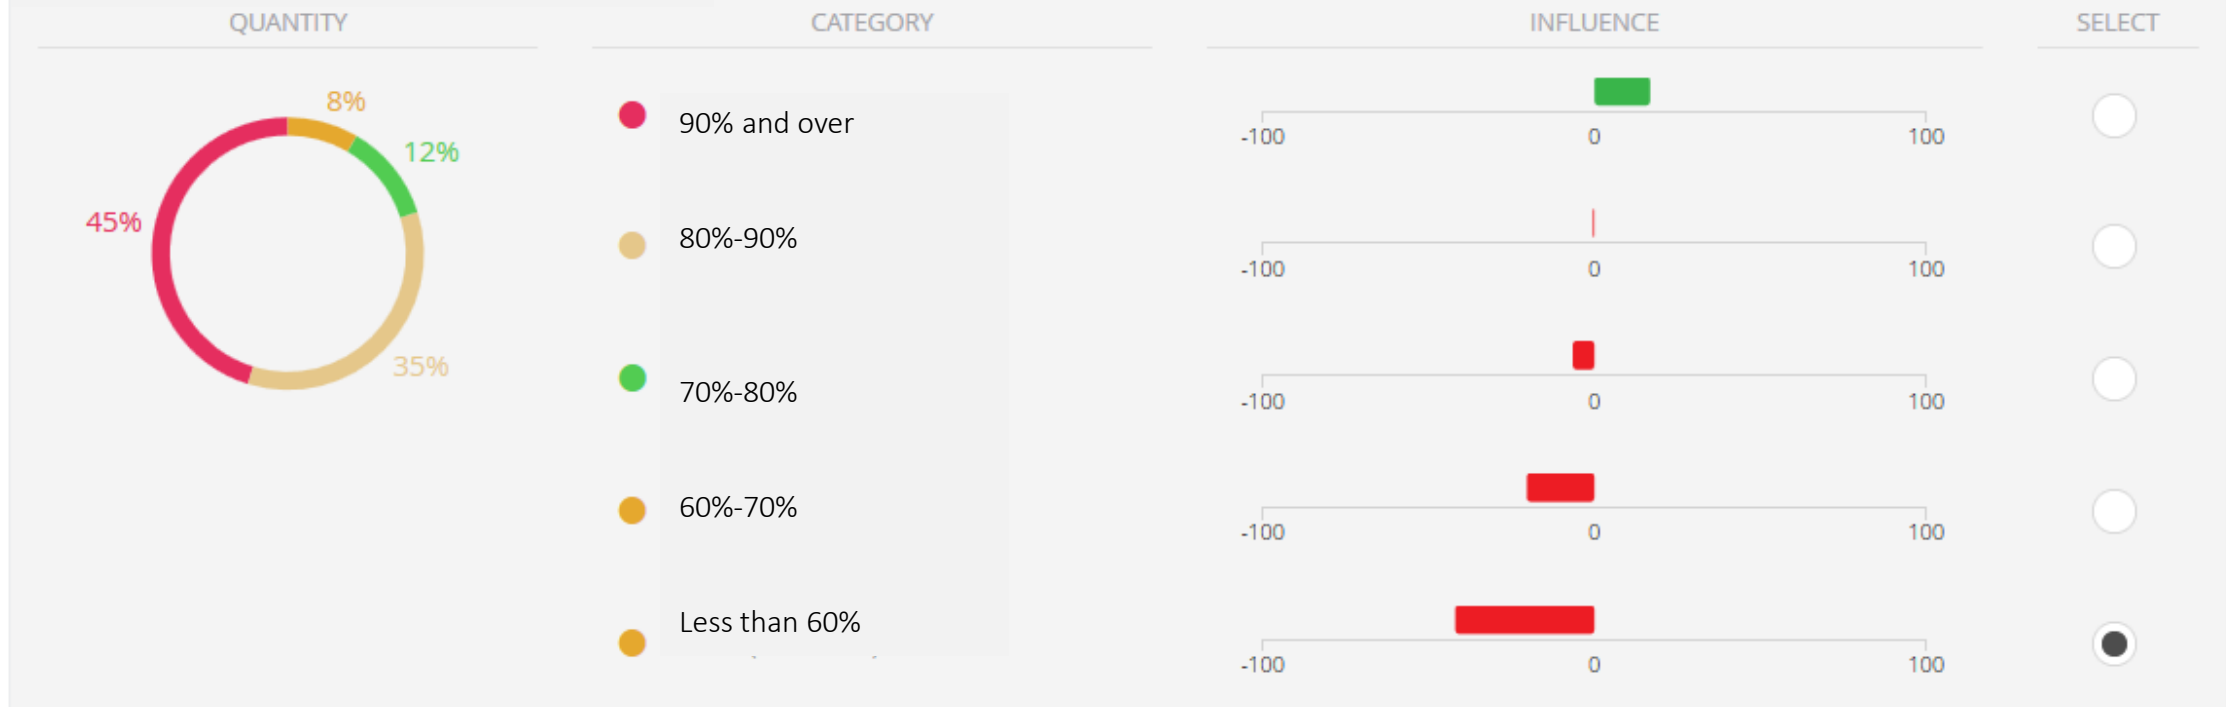 QUANTITY CATEGORY INFLUENCE SELECT
8%
12%
45%
35%
90% and over
-100 0 100
80%-90%
-100 0 100
70%-80%
-100 0 100
60%-70%
-100 0 100
Less than 60%
-100 0 100